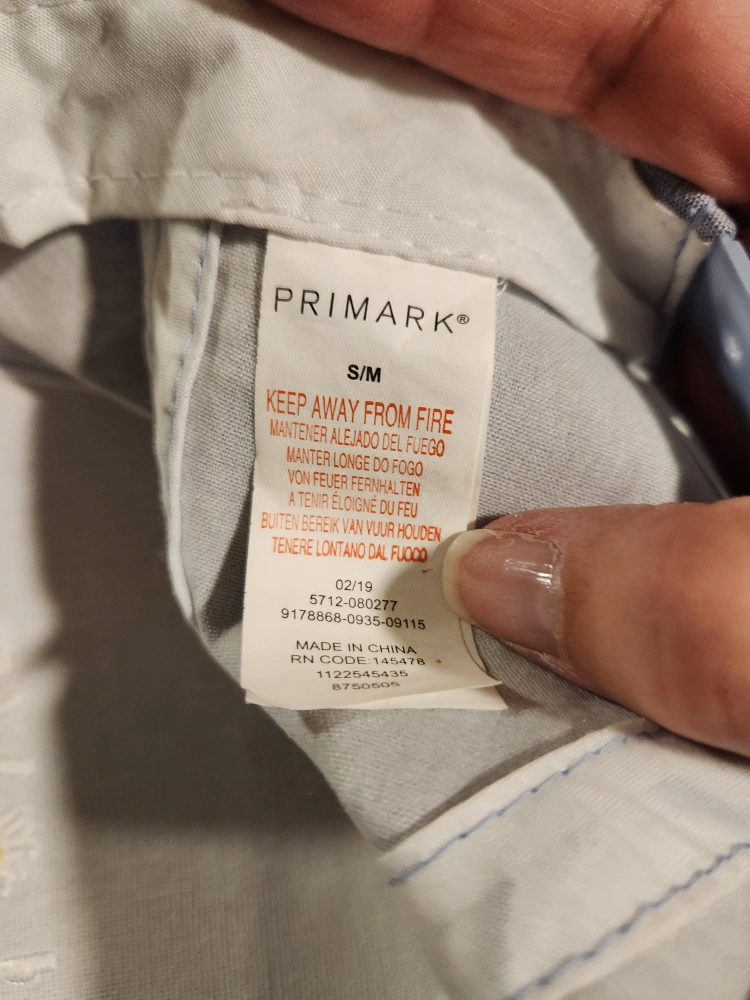 PRIMARK®
S/M
KEEP AWAY FROM FIRE
MANTENER ALEJADO DEL FUEGO
MANTER LONGE DO FOGO
VON FEUER FERNHALTEN
A TENIR ÉLOIGNÉ DU FEU
BUITEN BEREIK VAN VUUR HOUDEN
TENERE LONTANO DAL FUOCO
02/19
5712-080277
9178868-0935-09115
MADE IN CHINA
RN CODE:145478
1122545435
8750505